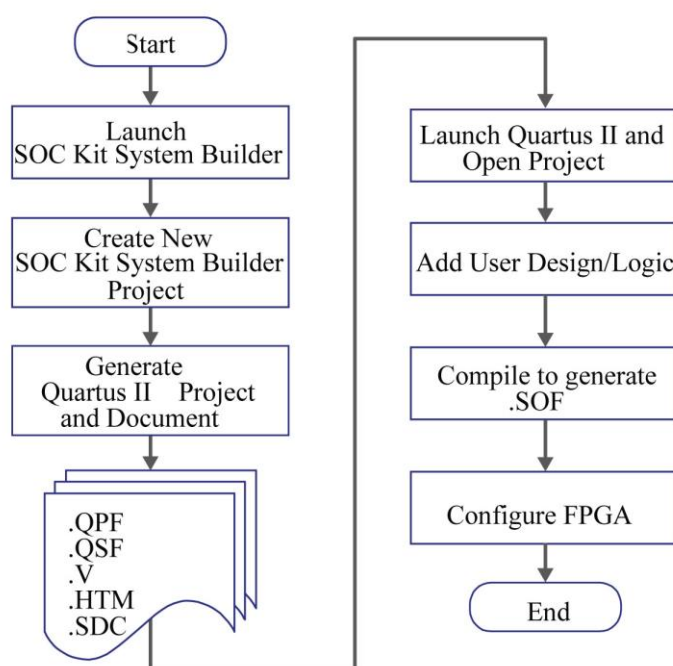 Start
Launch
SOC Kit System Builder
Create New
SOC Kit System Builder
Project
Generate
Quartus II Project
and Document
.QPF
.QSF
.V
.HTM
.SDC
Launch Quartus II and
Open Project
Add User Design/Logic
Compile to generate
.SOF
Configure FPGA
End